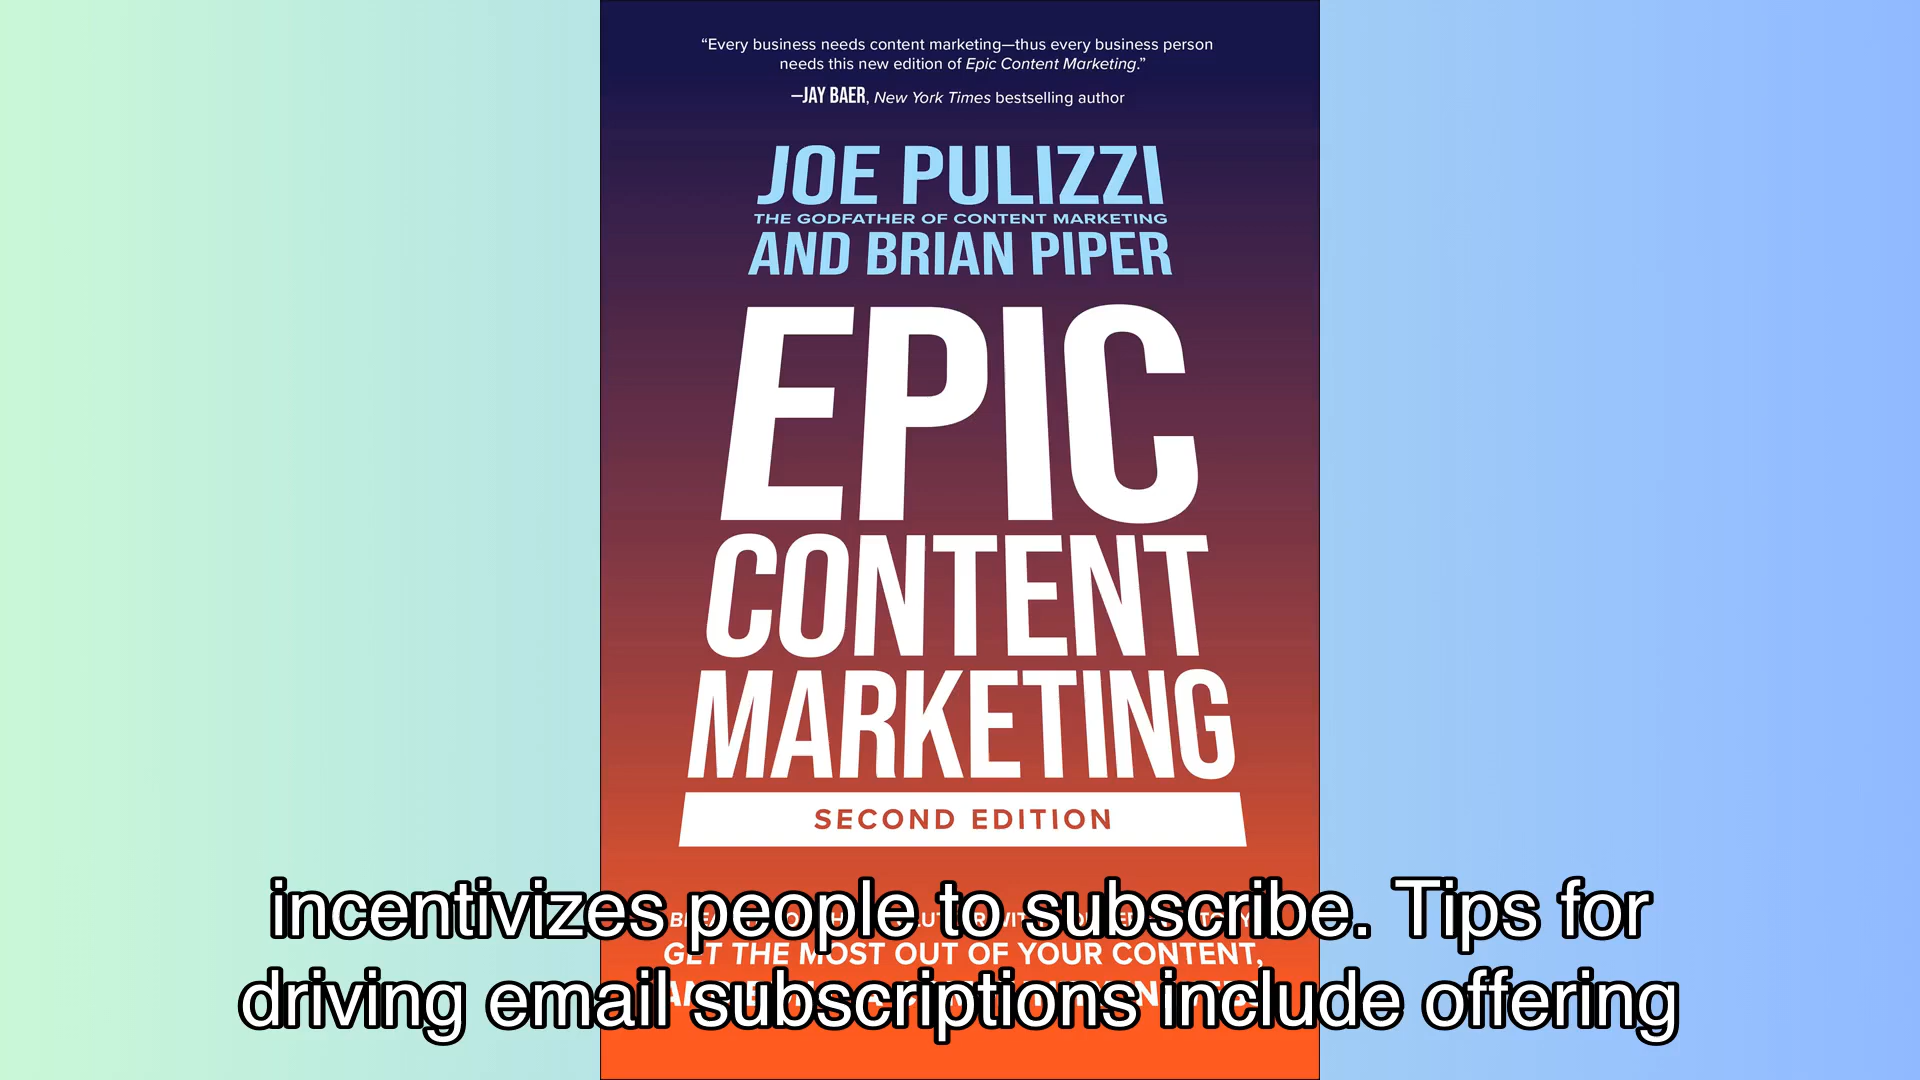 “Every business needs content marketing—thus every business person
needs this new edition of Epic Content Marketing.”
—JAY BAER, New York Times bestselling author
JOE PULIZZI
THE GODFATHER OF CONTENT MARKETING
AND BRIAN PIPER
EPIC
CONTENT
MARKETING
SECOND EDITION
incentivizes people to subscribe. Tips for
GET THE MOST OUT OF YOUR CONTENT,
driving email subscriptions include offering